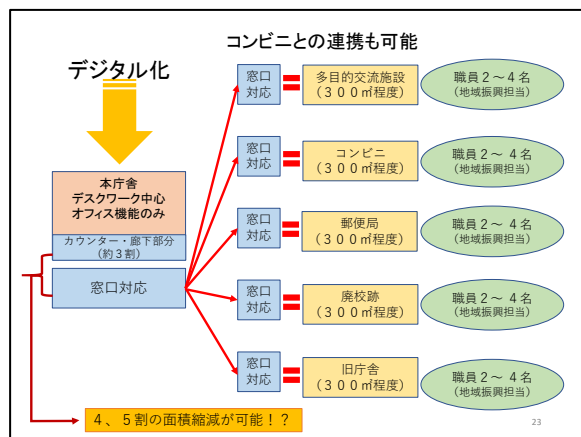 コンビニとの連携も可能
デジタル化
本庁舎
デスクワーク中心
オフィス機能のみ
カウンター・廊下部分
(約3割)
窓口対応
窓口
対応
多目的交流施設
(300㎡程度)
職員2~4名
(地域振興担当)
窓口
対応
コンビニ
(300㎡程度)
職員2~4名
(地域振興担当)
窓口
対応
郵便局
(300㎡程度)
職員2~4名
(地域振興担当)
窓口
対応
廃校跡
(300㎡程度)
職員2~4名
(地域振興担当)
窓口
対応
旧庁舎
(300㎡程度)
職員2~4名
(地域振興担当)
4、5割の面積縮減が可能!?
23